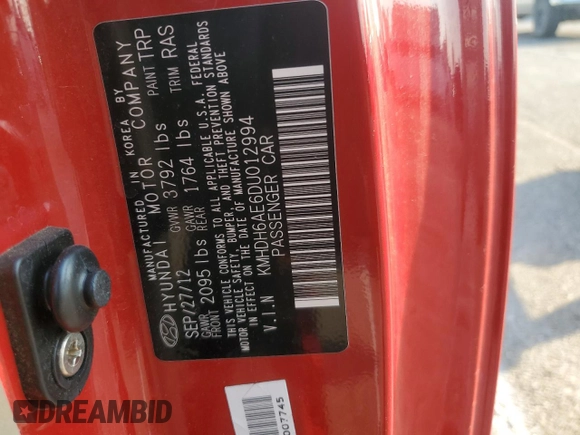 MANUFACTURED IN KOREA BY
HYUNDAI MOTOR COMPANY
SEP/27/12 GVWR 3792 lbs PAINT TRP
GAWR FRONT 2095 lbs GAWR REAR 1764 lbs TRIM RAS
THIS VEHICLE CONFORMS TO ALL APPLICABLE U.S.A. FEDERAL
MOTOR VEHICLE SAFETY, BUMPER, AND THEFT PREVENTION STANDARDS
IN EFFECT ON THE DATE OF MANUFACTURE SHOWN ABOVE
V.I.N KMHDH6AE6DU012994
PASSENGER CAR
007745
DREAMBID